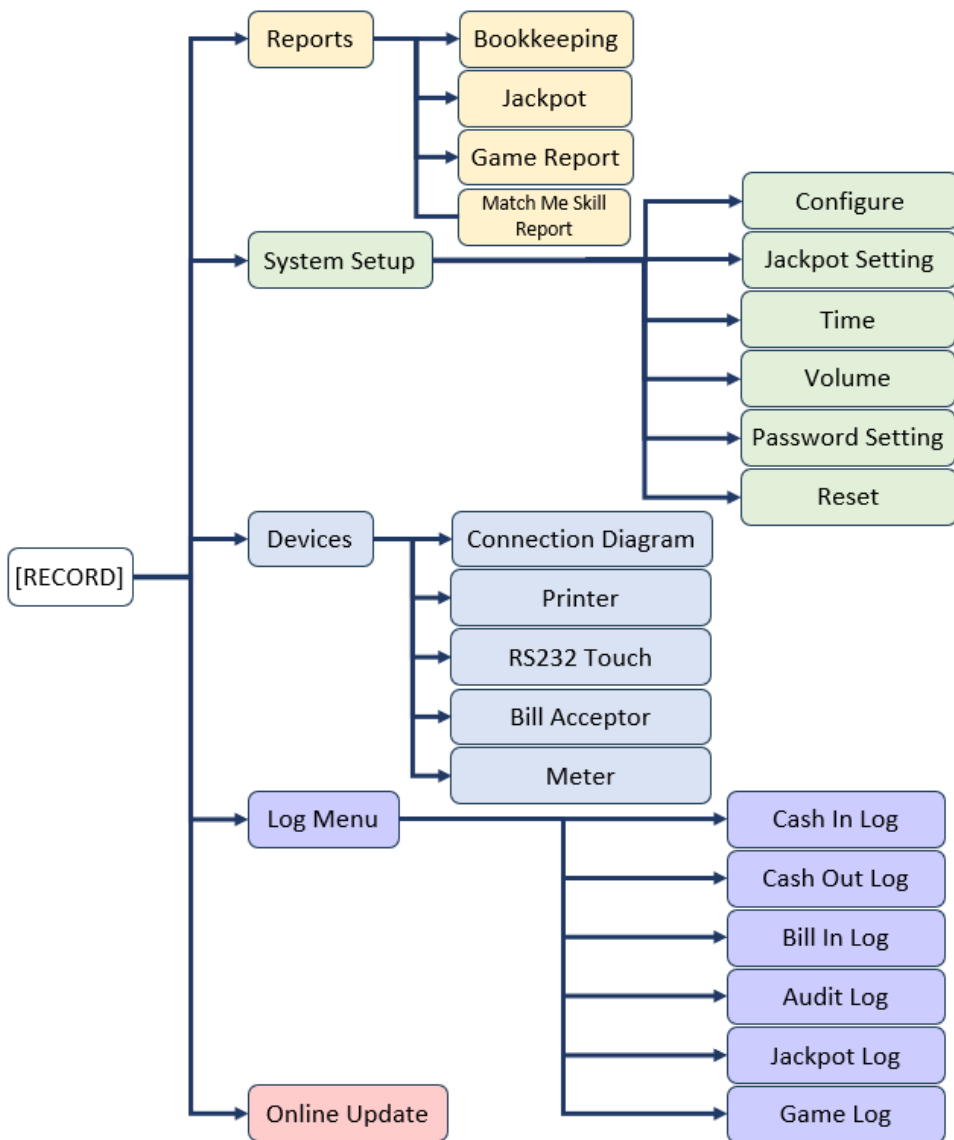 Reports
Bookkeeping
Jackpot
Game Report
Match Me Skill
Report
System Setup
Configure
Jackpot Setting
Time
Volume
Password Setting
Reset
[RECORD]
Devices
Connection Diagram
Printer
RS232 Touch
Bill Acceptor
Meter
Log Menu
Cash In Log
Cash Out Log
Bill In Log
Audit Log
Jackpot Log
Game Log
Online Update